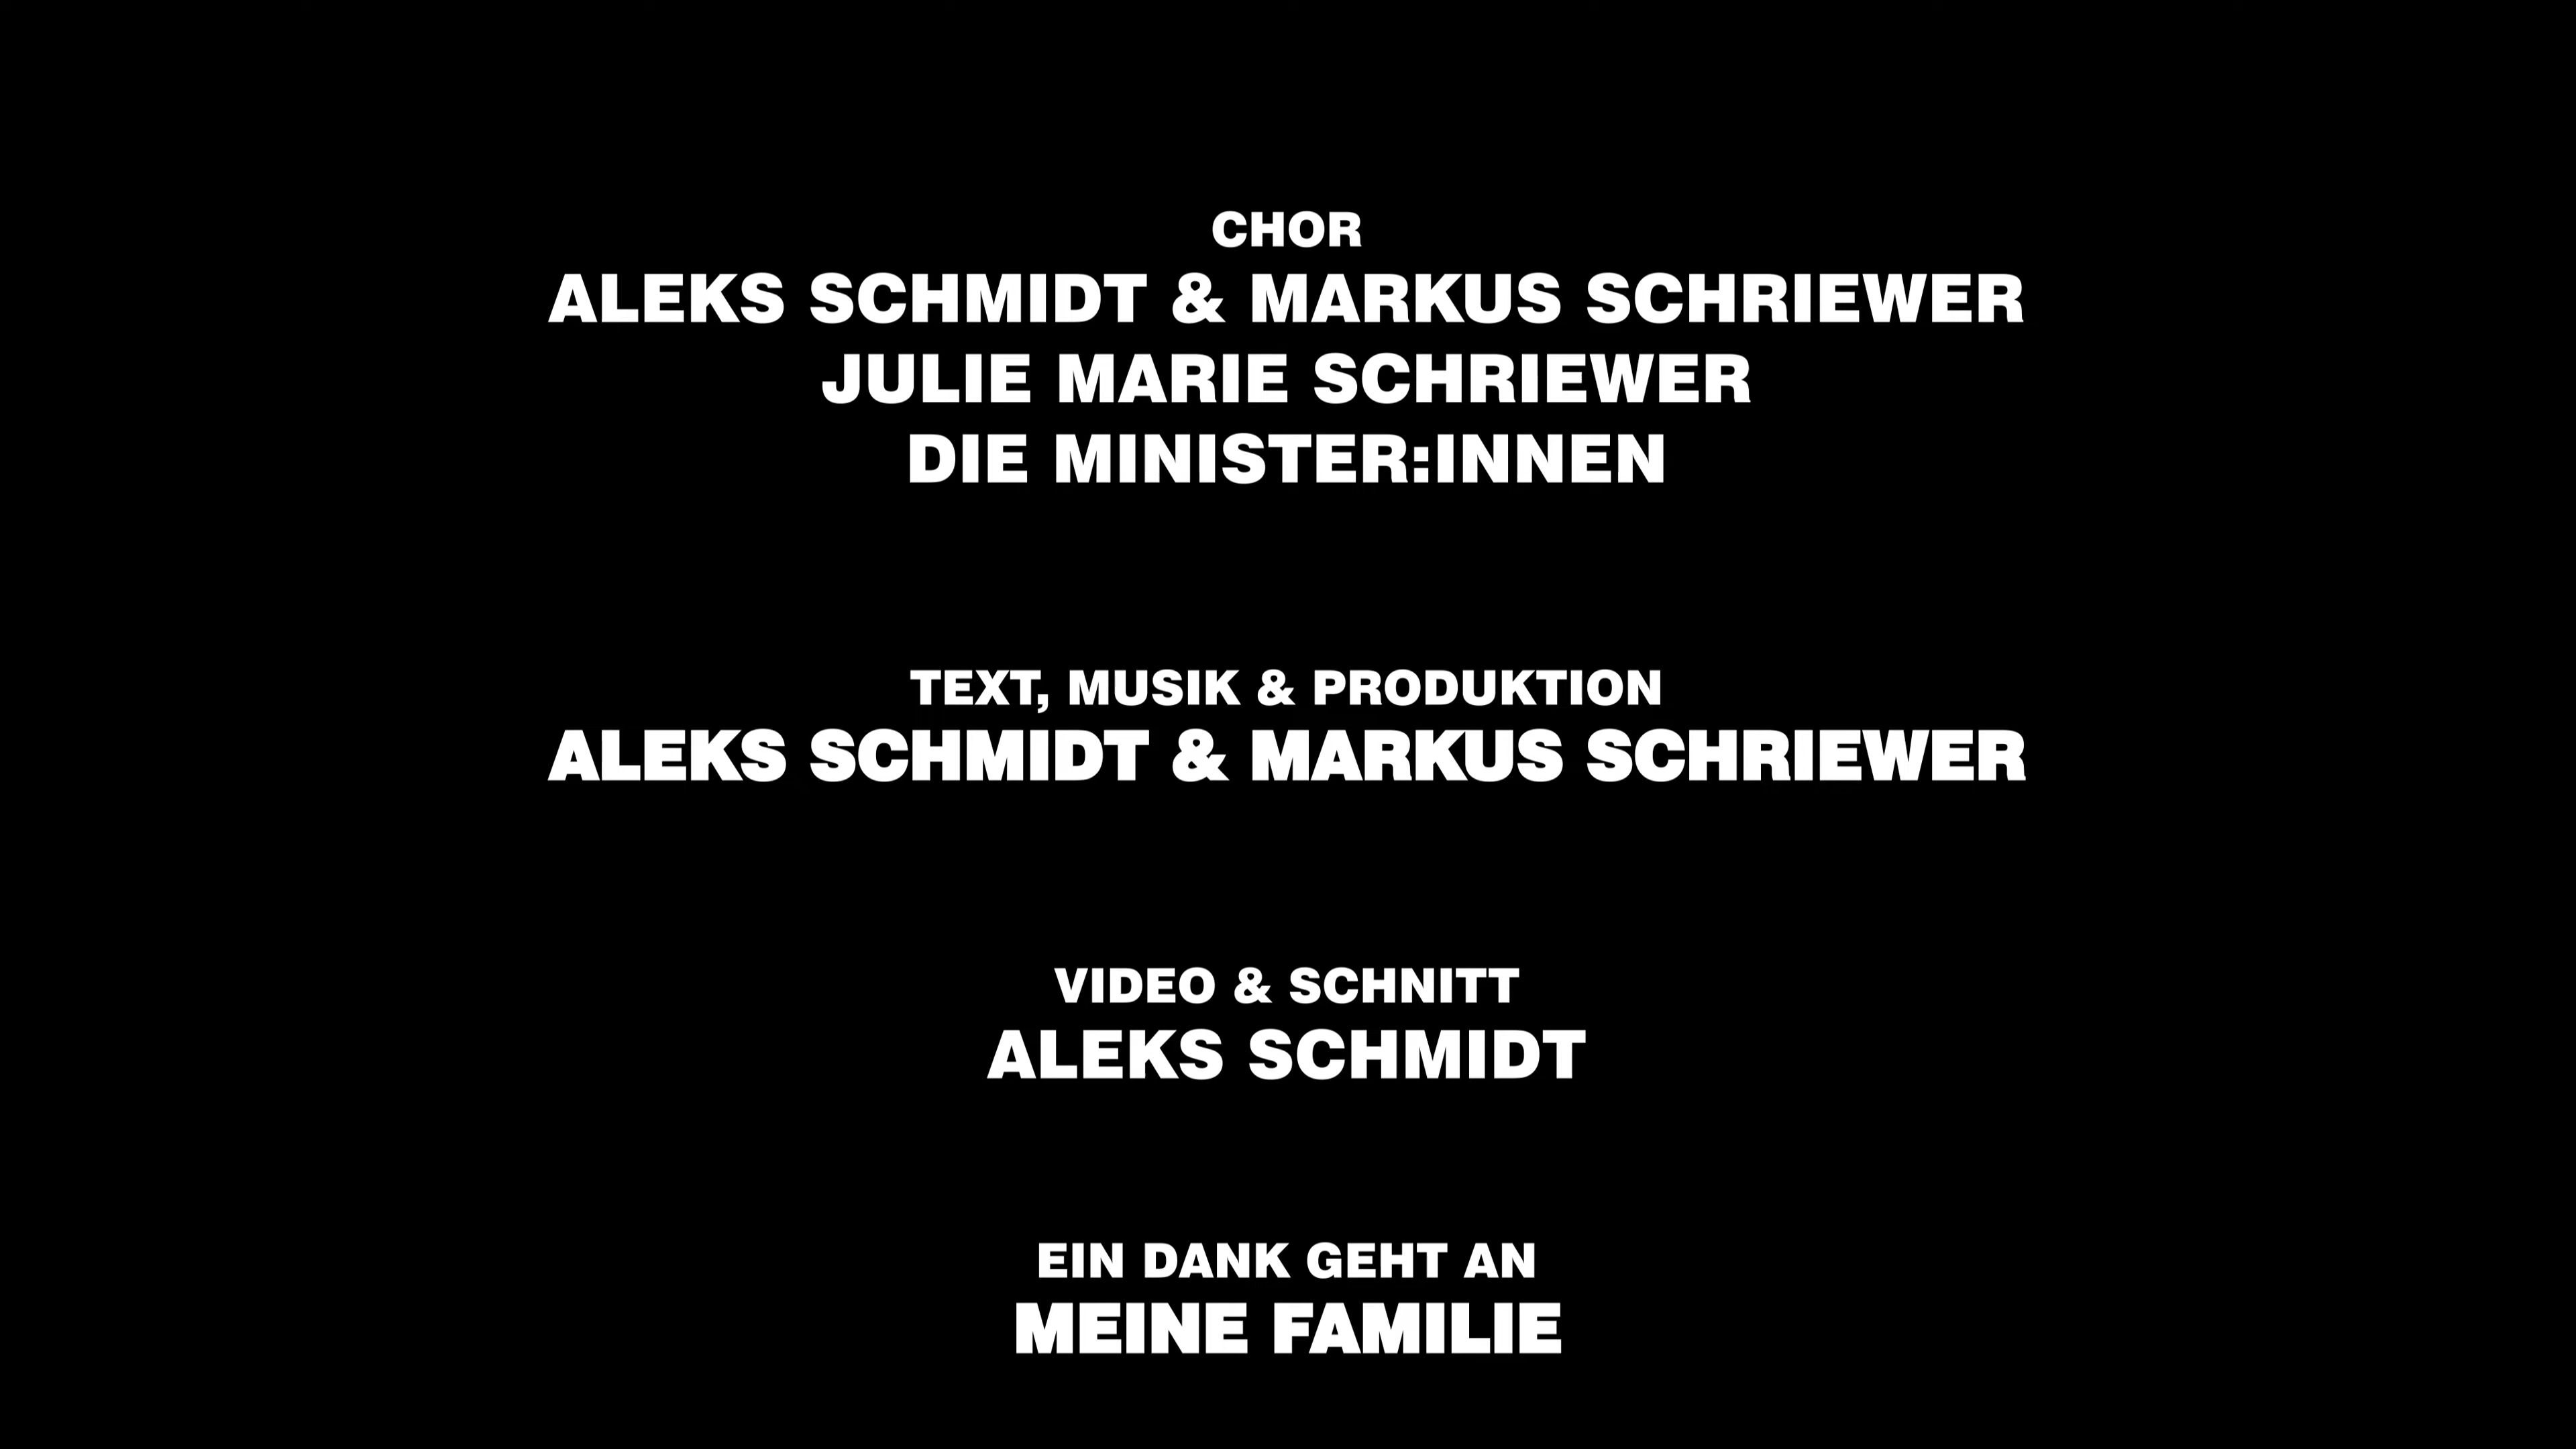 CHOR
ALEKS SCHMIDT & MARKUS SCHRIEWER
JULIE MARIE SCHRIEWER
DIE MINISTER:INNEN
TEXT, MUSIK & PRODUKTION
ALEKS SCHMIDT & MARKUS SCHRIEWER
VIDEO & SCHNITT
ALEKS SCHMIDT
EIN DANK GEHT AN
MEINE FAMILIE